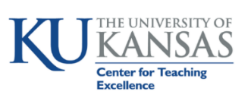 KU THE UNIVERSITY OF
KANSAS
Center for Teaching
Excellence